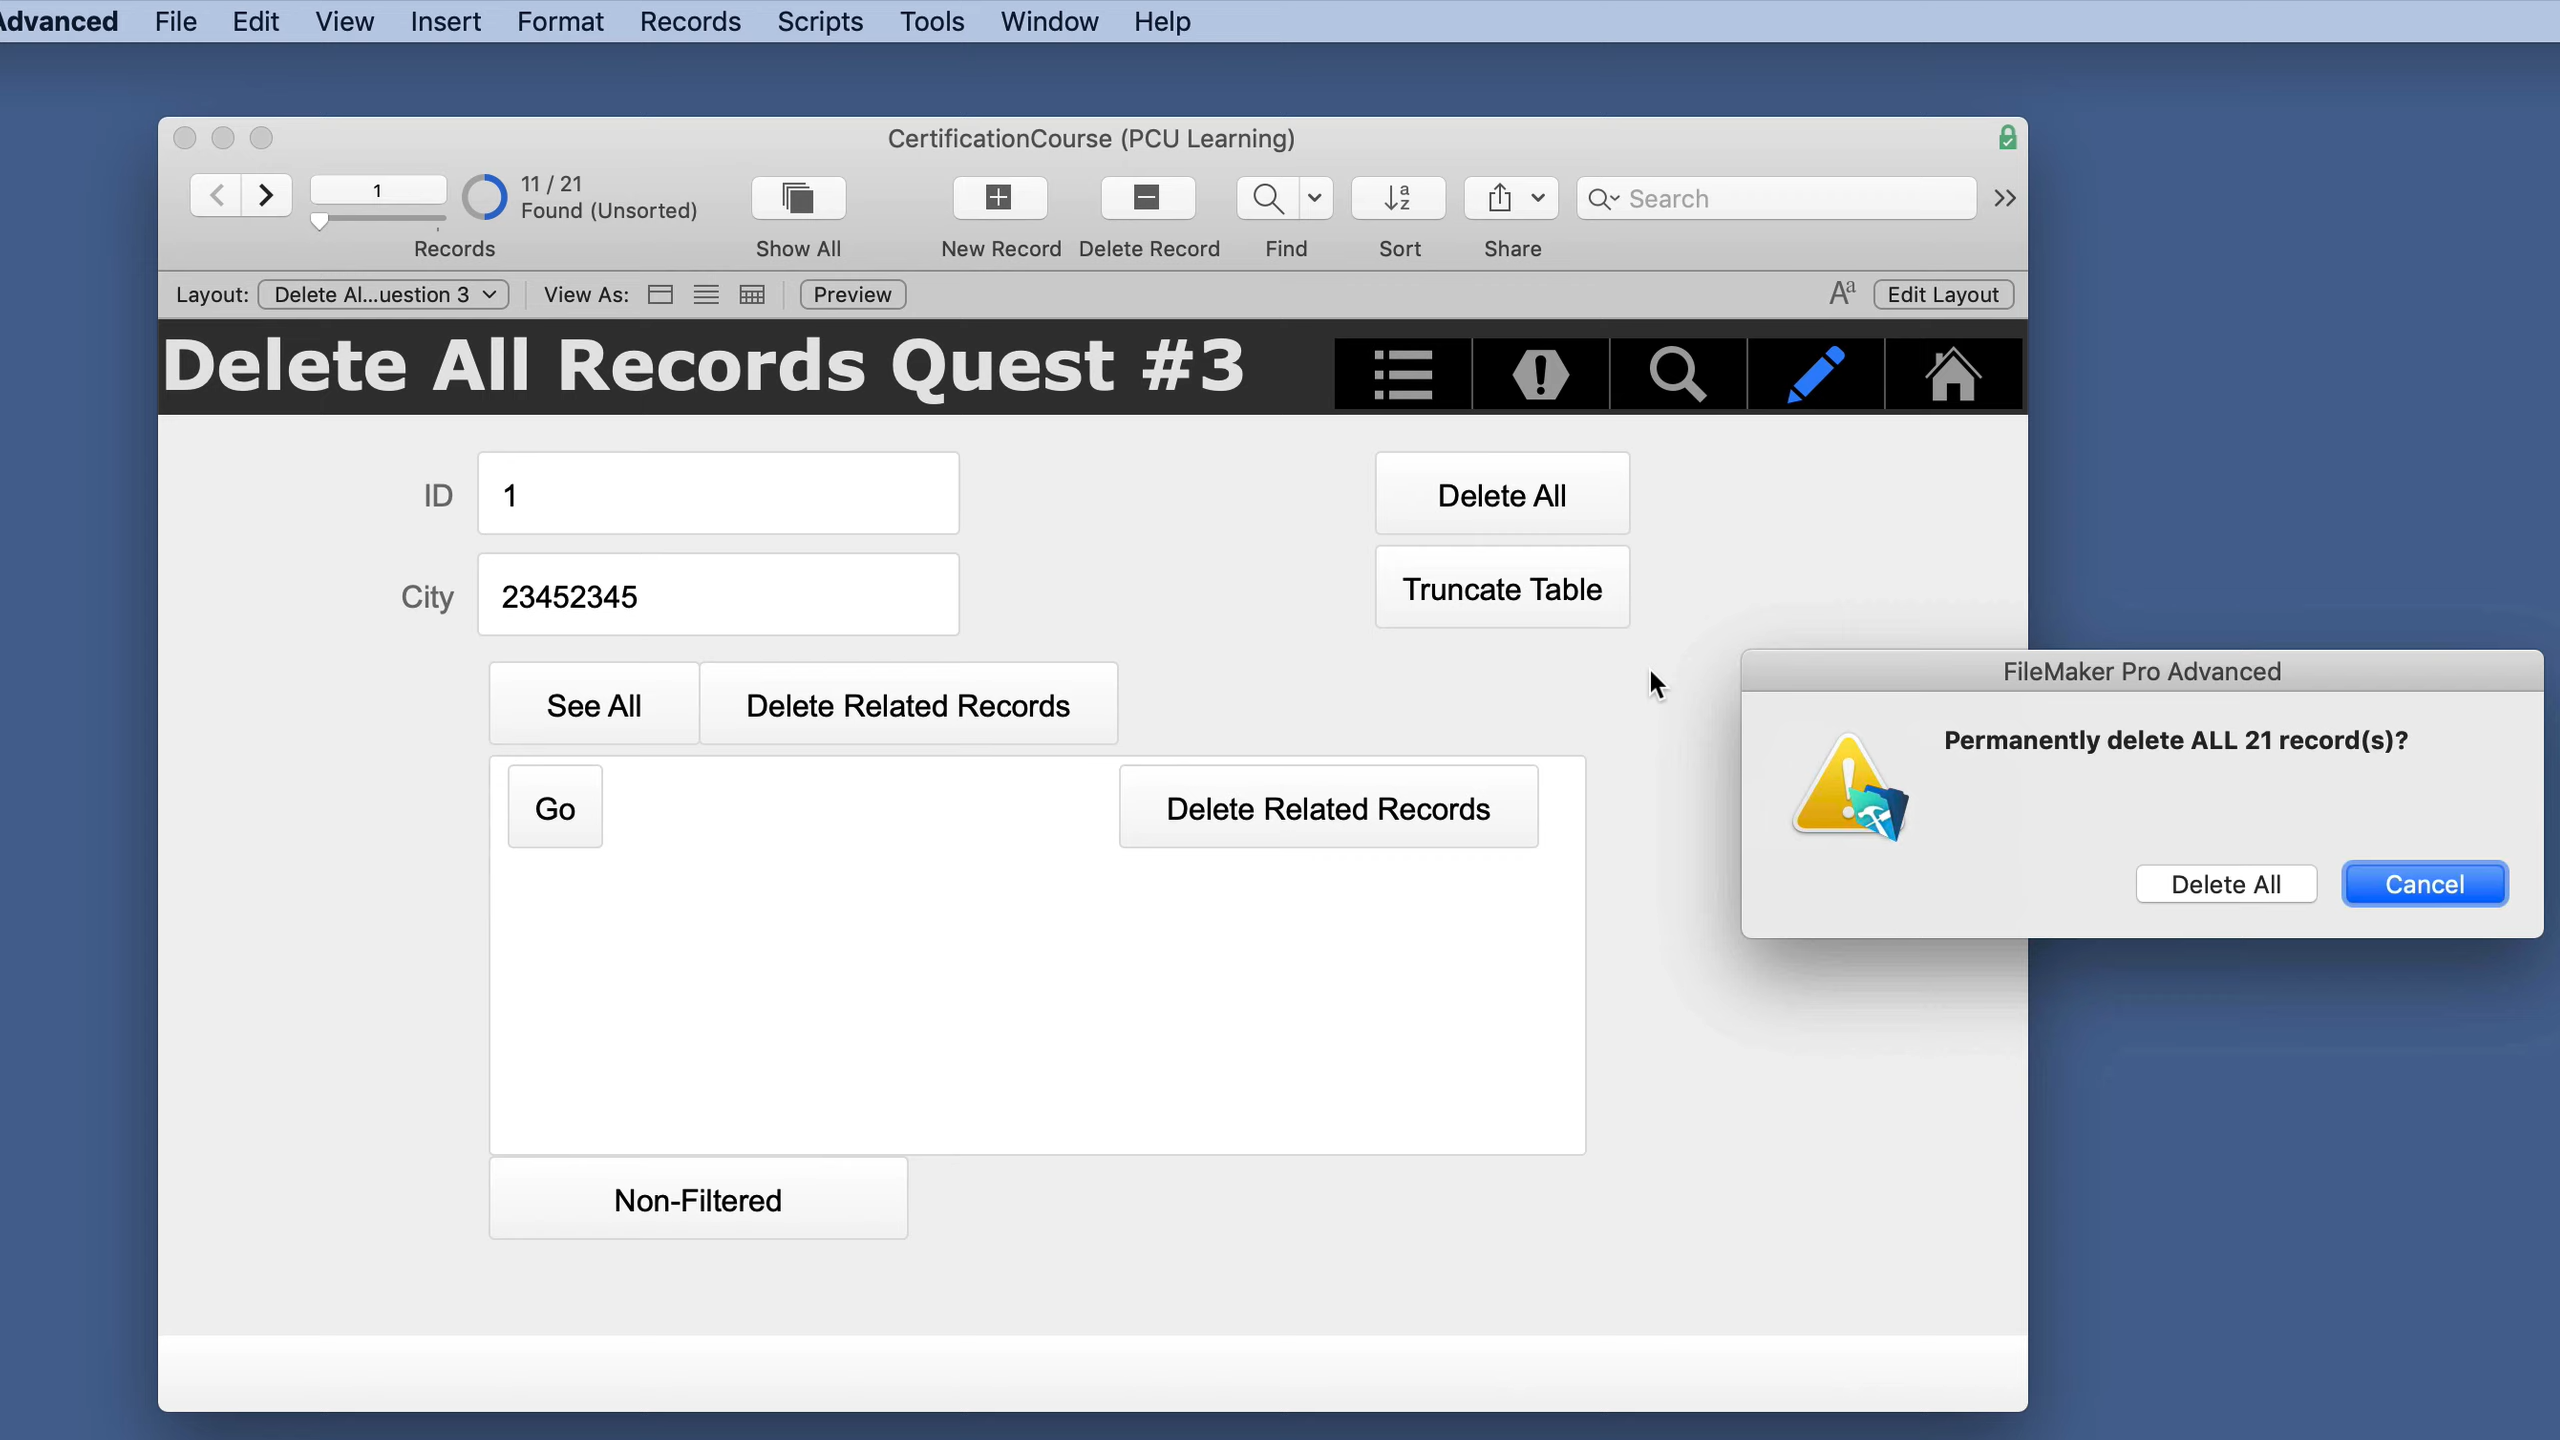 Advanced File Edit View Insert Format Records Scripts Tools Window Help
CertificationCourse (PCU Learning)
1
11 / 21
Found (Unsorted)
Search
Records Show All New Record Delete Record Find Sort Share
Layout: Delete Al...uestion 3 View As: Preview Aa Edit Layout
Delete All Records Quest #3
ID 1
Delete All
City 23452345
Truncate Table
See All Delete Related Records
Go Delete Related Records
Non-Filtered
FileMaker Pro Advanced
Permanently delete ALL 21 record(s)?
Delete All Cancel